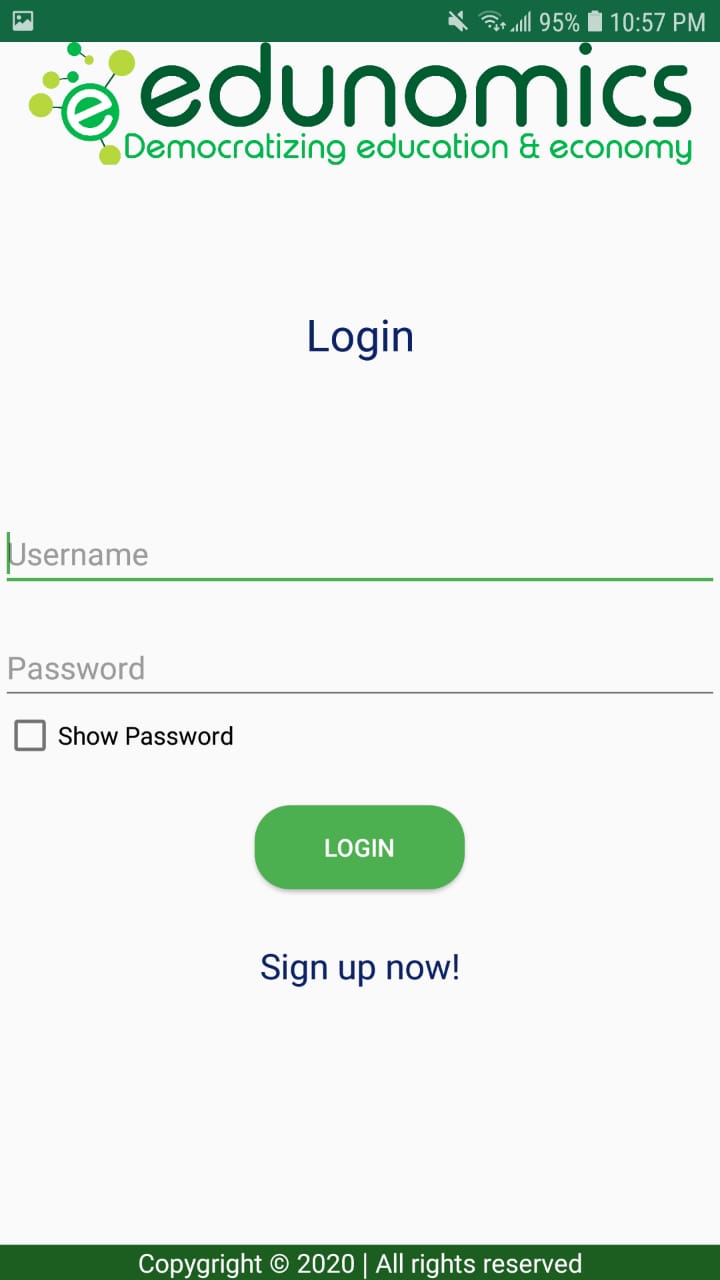 95% 10:57 PM
edunomics
Democratizing education & economy
Login
Username
Password
Show Password
LOGIN
Sign up now!
Copygright © 2020 | All rights reserved